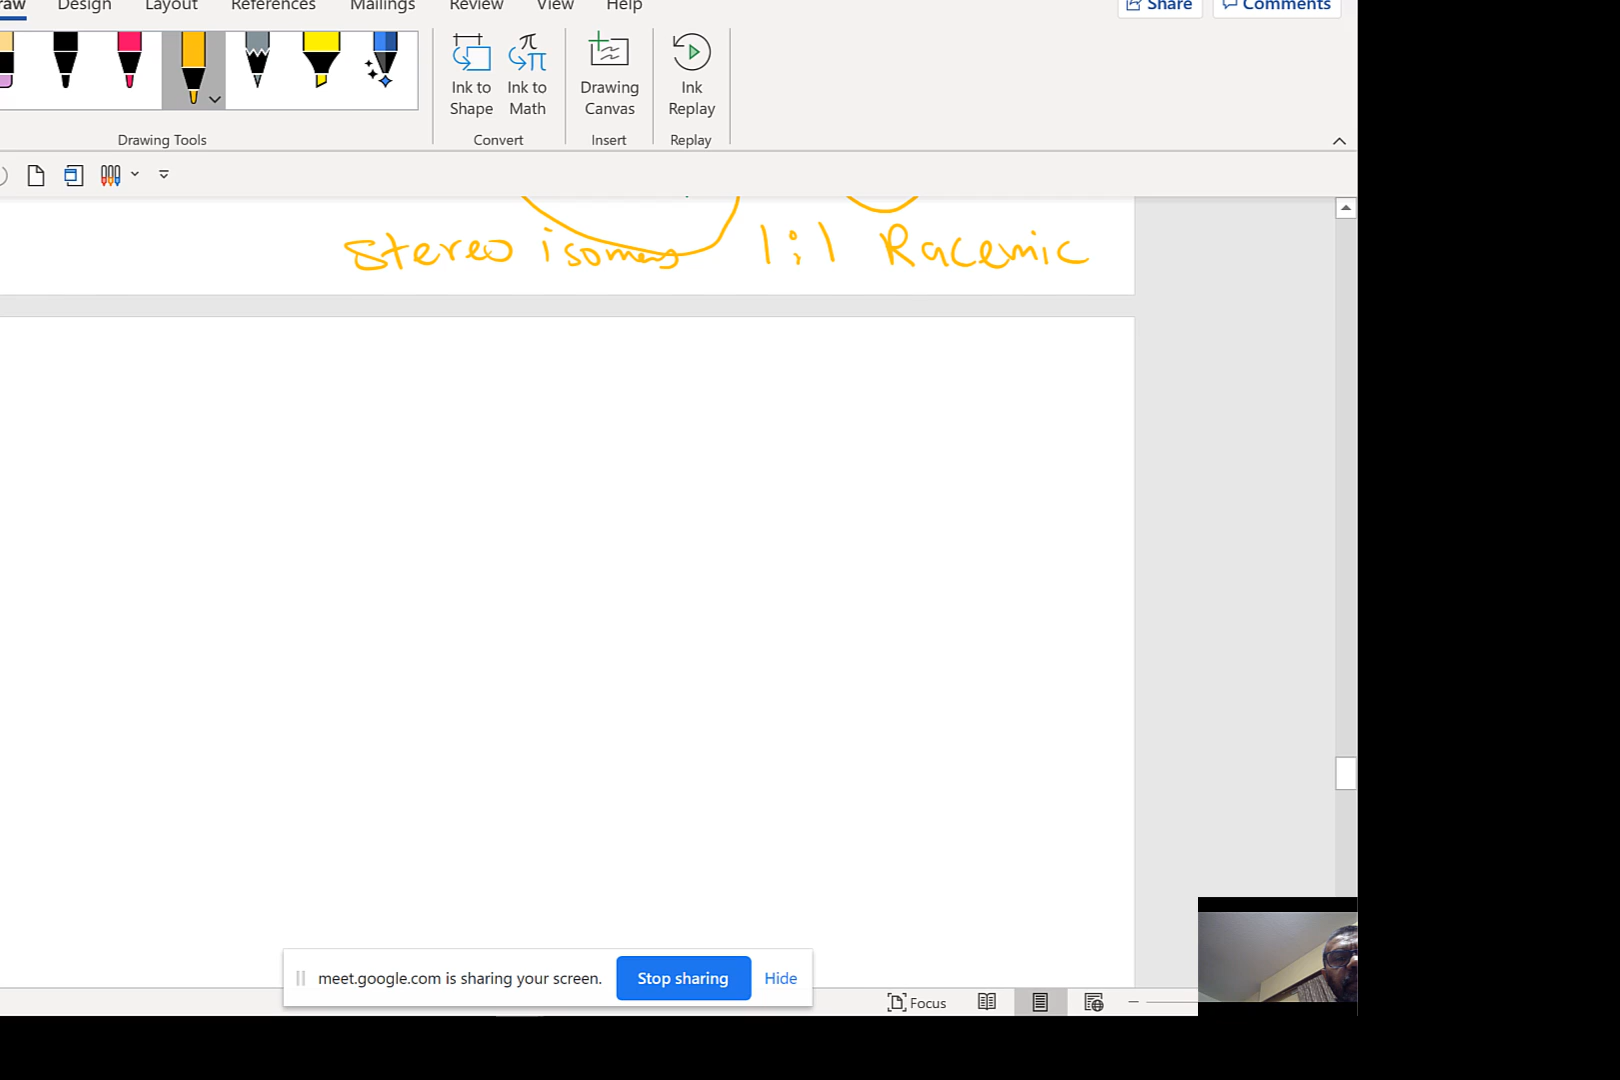 raw Design Layout References Mailings Review View Help Share Comments
Ink to Shape Ink to Math Drawing Canvas Ink Replay
Drawing Tools Convert Insert Replay
stereo isomers 1:1 Racemic
meet.google.com is sharing your screen. Stop sharing Hide
Focus